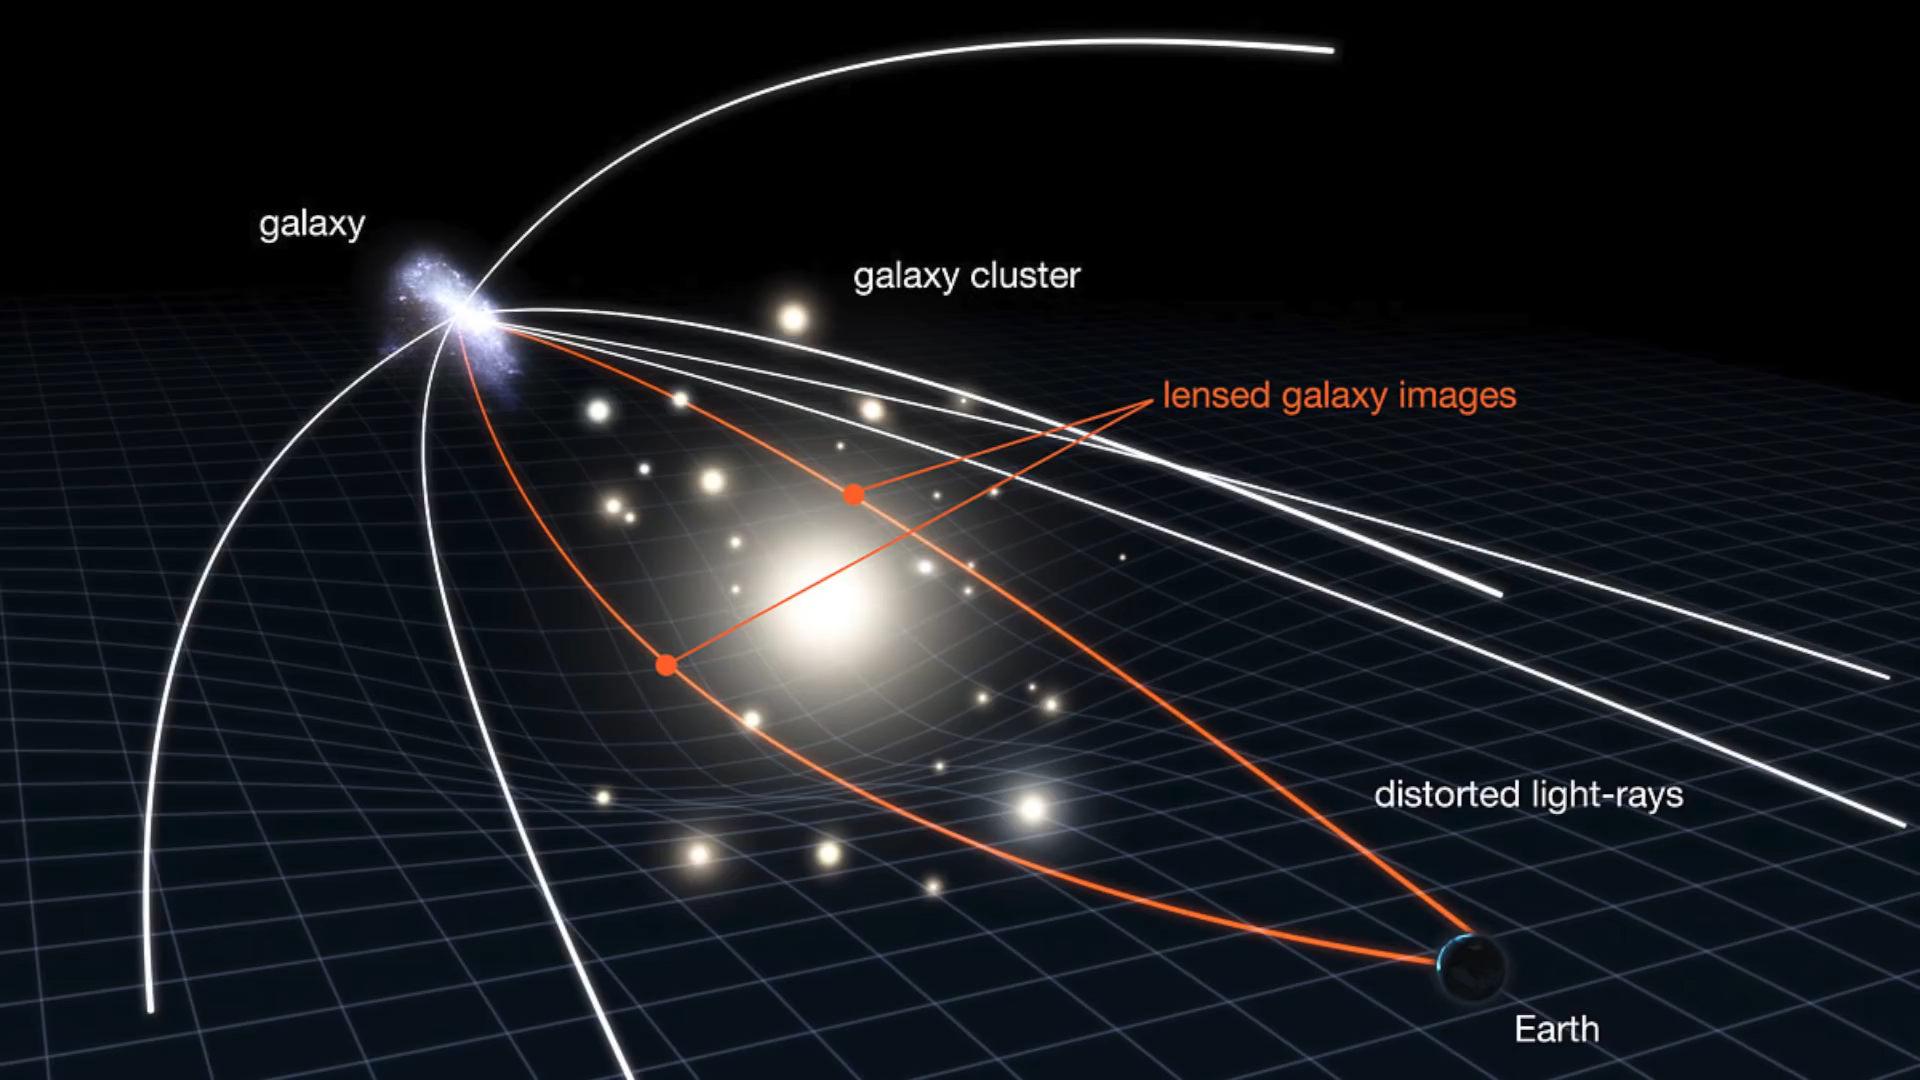 galaxy
galaxy cluster
lensed galaxy images
distorted light-rays
Earth